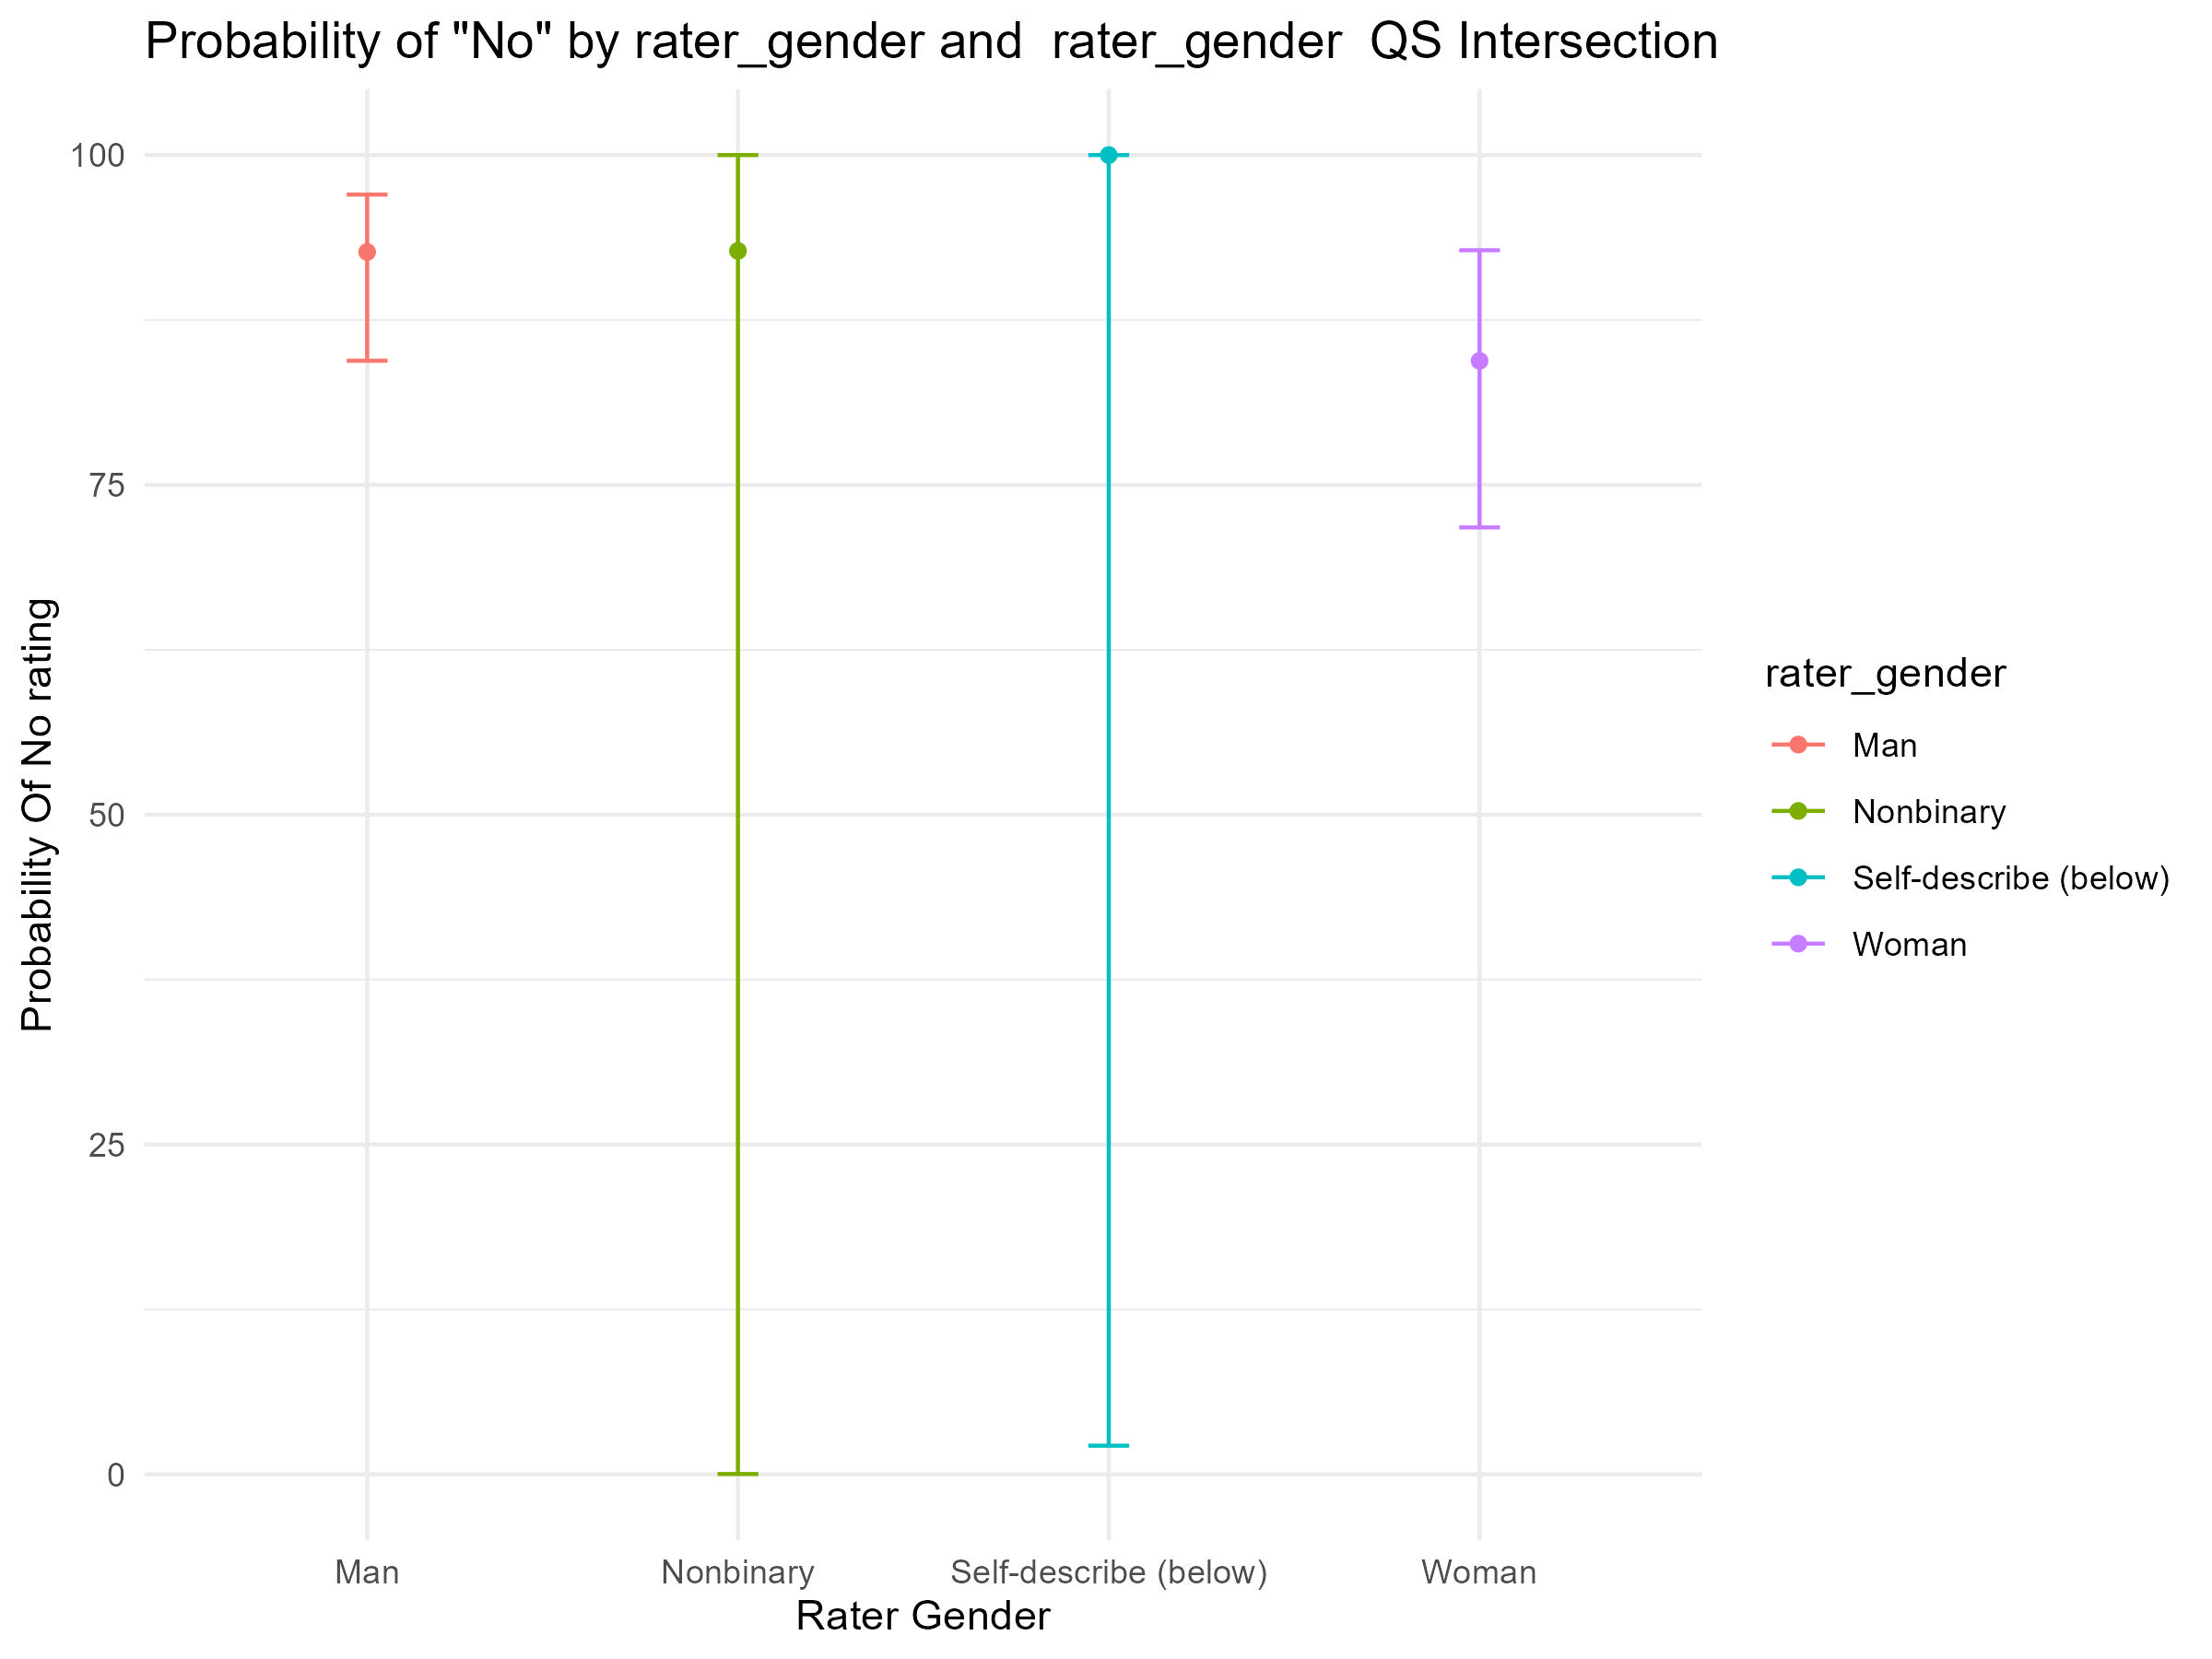 Probability of "No" by rater_gender and  rater_gender  QS Intersection
Probability Of No rating
100
75
50
25
0
Man
Nonbinary
Self-describe (below)
Woman
Rater Gender
rater_gender
Man
Nonbinary
Self-describe (below)
Woman